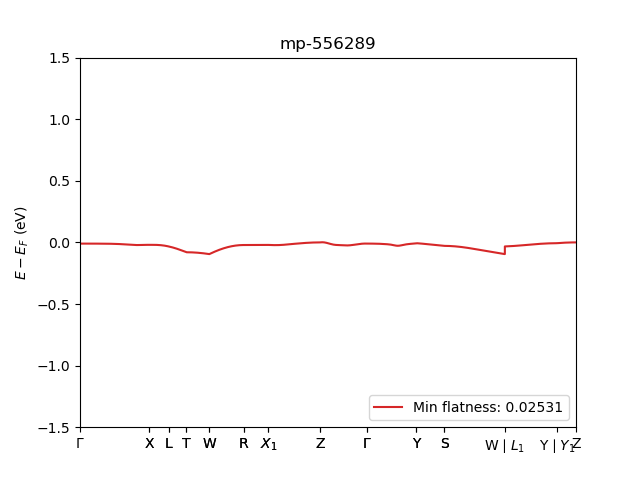 mp-556289
E − E_F (eV)
1.5
1.0
0.5
0.0
−0.5
−1.0
−1.5
Min flatness: 0.02531
Γ X L T W R X₁ Z Γ Y S W | L₁ Y | Y₁ Z